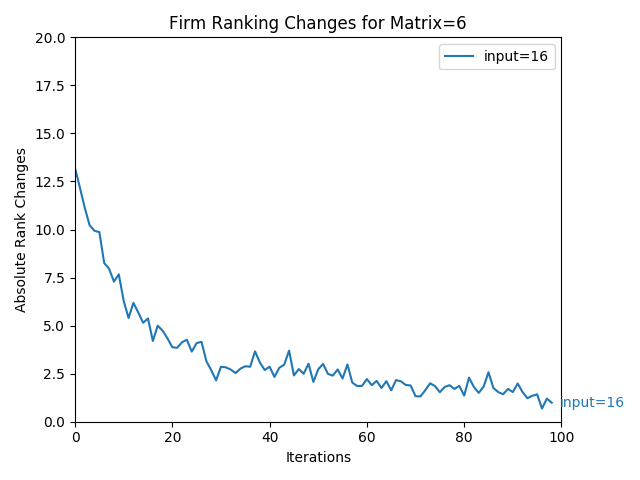 Firm Ranking Changes for Matrix=6
20.0
17.5
15.0
12.5
10.0
7.5
5.0
2.5
0.0
Absolute Rank Changes
input=16
input=16
0 20 40 60 80 100
Iterations